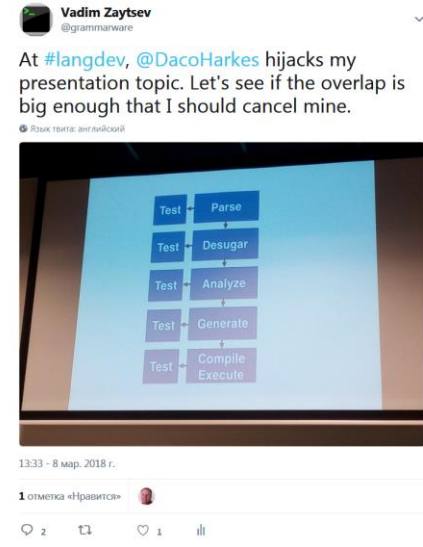 Vadim Zaytsev
@grammarware
At #langdev, @DacoHarkes hijacks my
presentation topic. Let's see if the overlap is
big enough that I should cancel mine.
Язык твита: английский
Test Parse
Test Desugar
Test Analyze
Test Generate
Test Compile
Execute
13:33 - 8 мар. 2018 г.
1 отметка «Нравится»
2 1